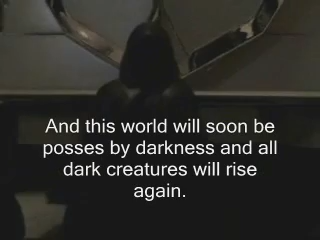 And this world will soon be
posses by darkness and all
dark creatures will rise
again.